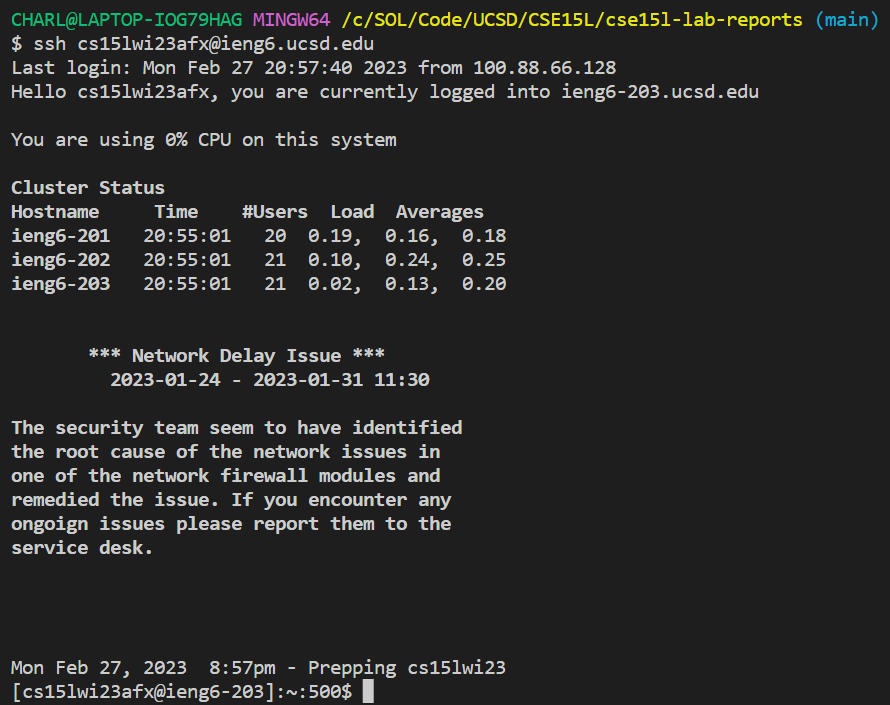 CHARL@LAPTOP-IOG79HAG MINGW64 /c/SOL/Code/UCSD/CSE15L/cse15l-lab-reports (main)
$ ssh cs15lwi23afx@ieng6.ucsd.edu
Last login: Mon Feb 27 20:57:40 2023 from 100.88.66.128
Hello cs15lwi23afx, you are currently logged into ieng6-203.ucsd.edu
You are using 0% CPU on this system
Cluster Status
Hostname     Time    #Users  Load  Averages
ieng6-201   20:55:01   20  0.19,  0.16,  0.18
ieng6-202   20:55:01   21  0.10,  0.24,  0.25
ieng6-203   20:55:01   21  0.02,  0.13,  0.20
*** Network Delay Issue ***
2023-01-24 - 2023-01-31 11:30
The security team seem to have identified
the root cause of the network issues in
one of the network firewall modules and
remedied the issue. If you encounter any
ongoign issues please report them to the
service desk.
Mon Feb 27, 2023  8:57pm - Prepping cs15lwi23
[cs15lwi23afx@ieng6-203]:~:500$